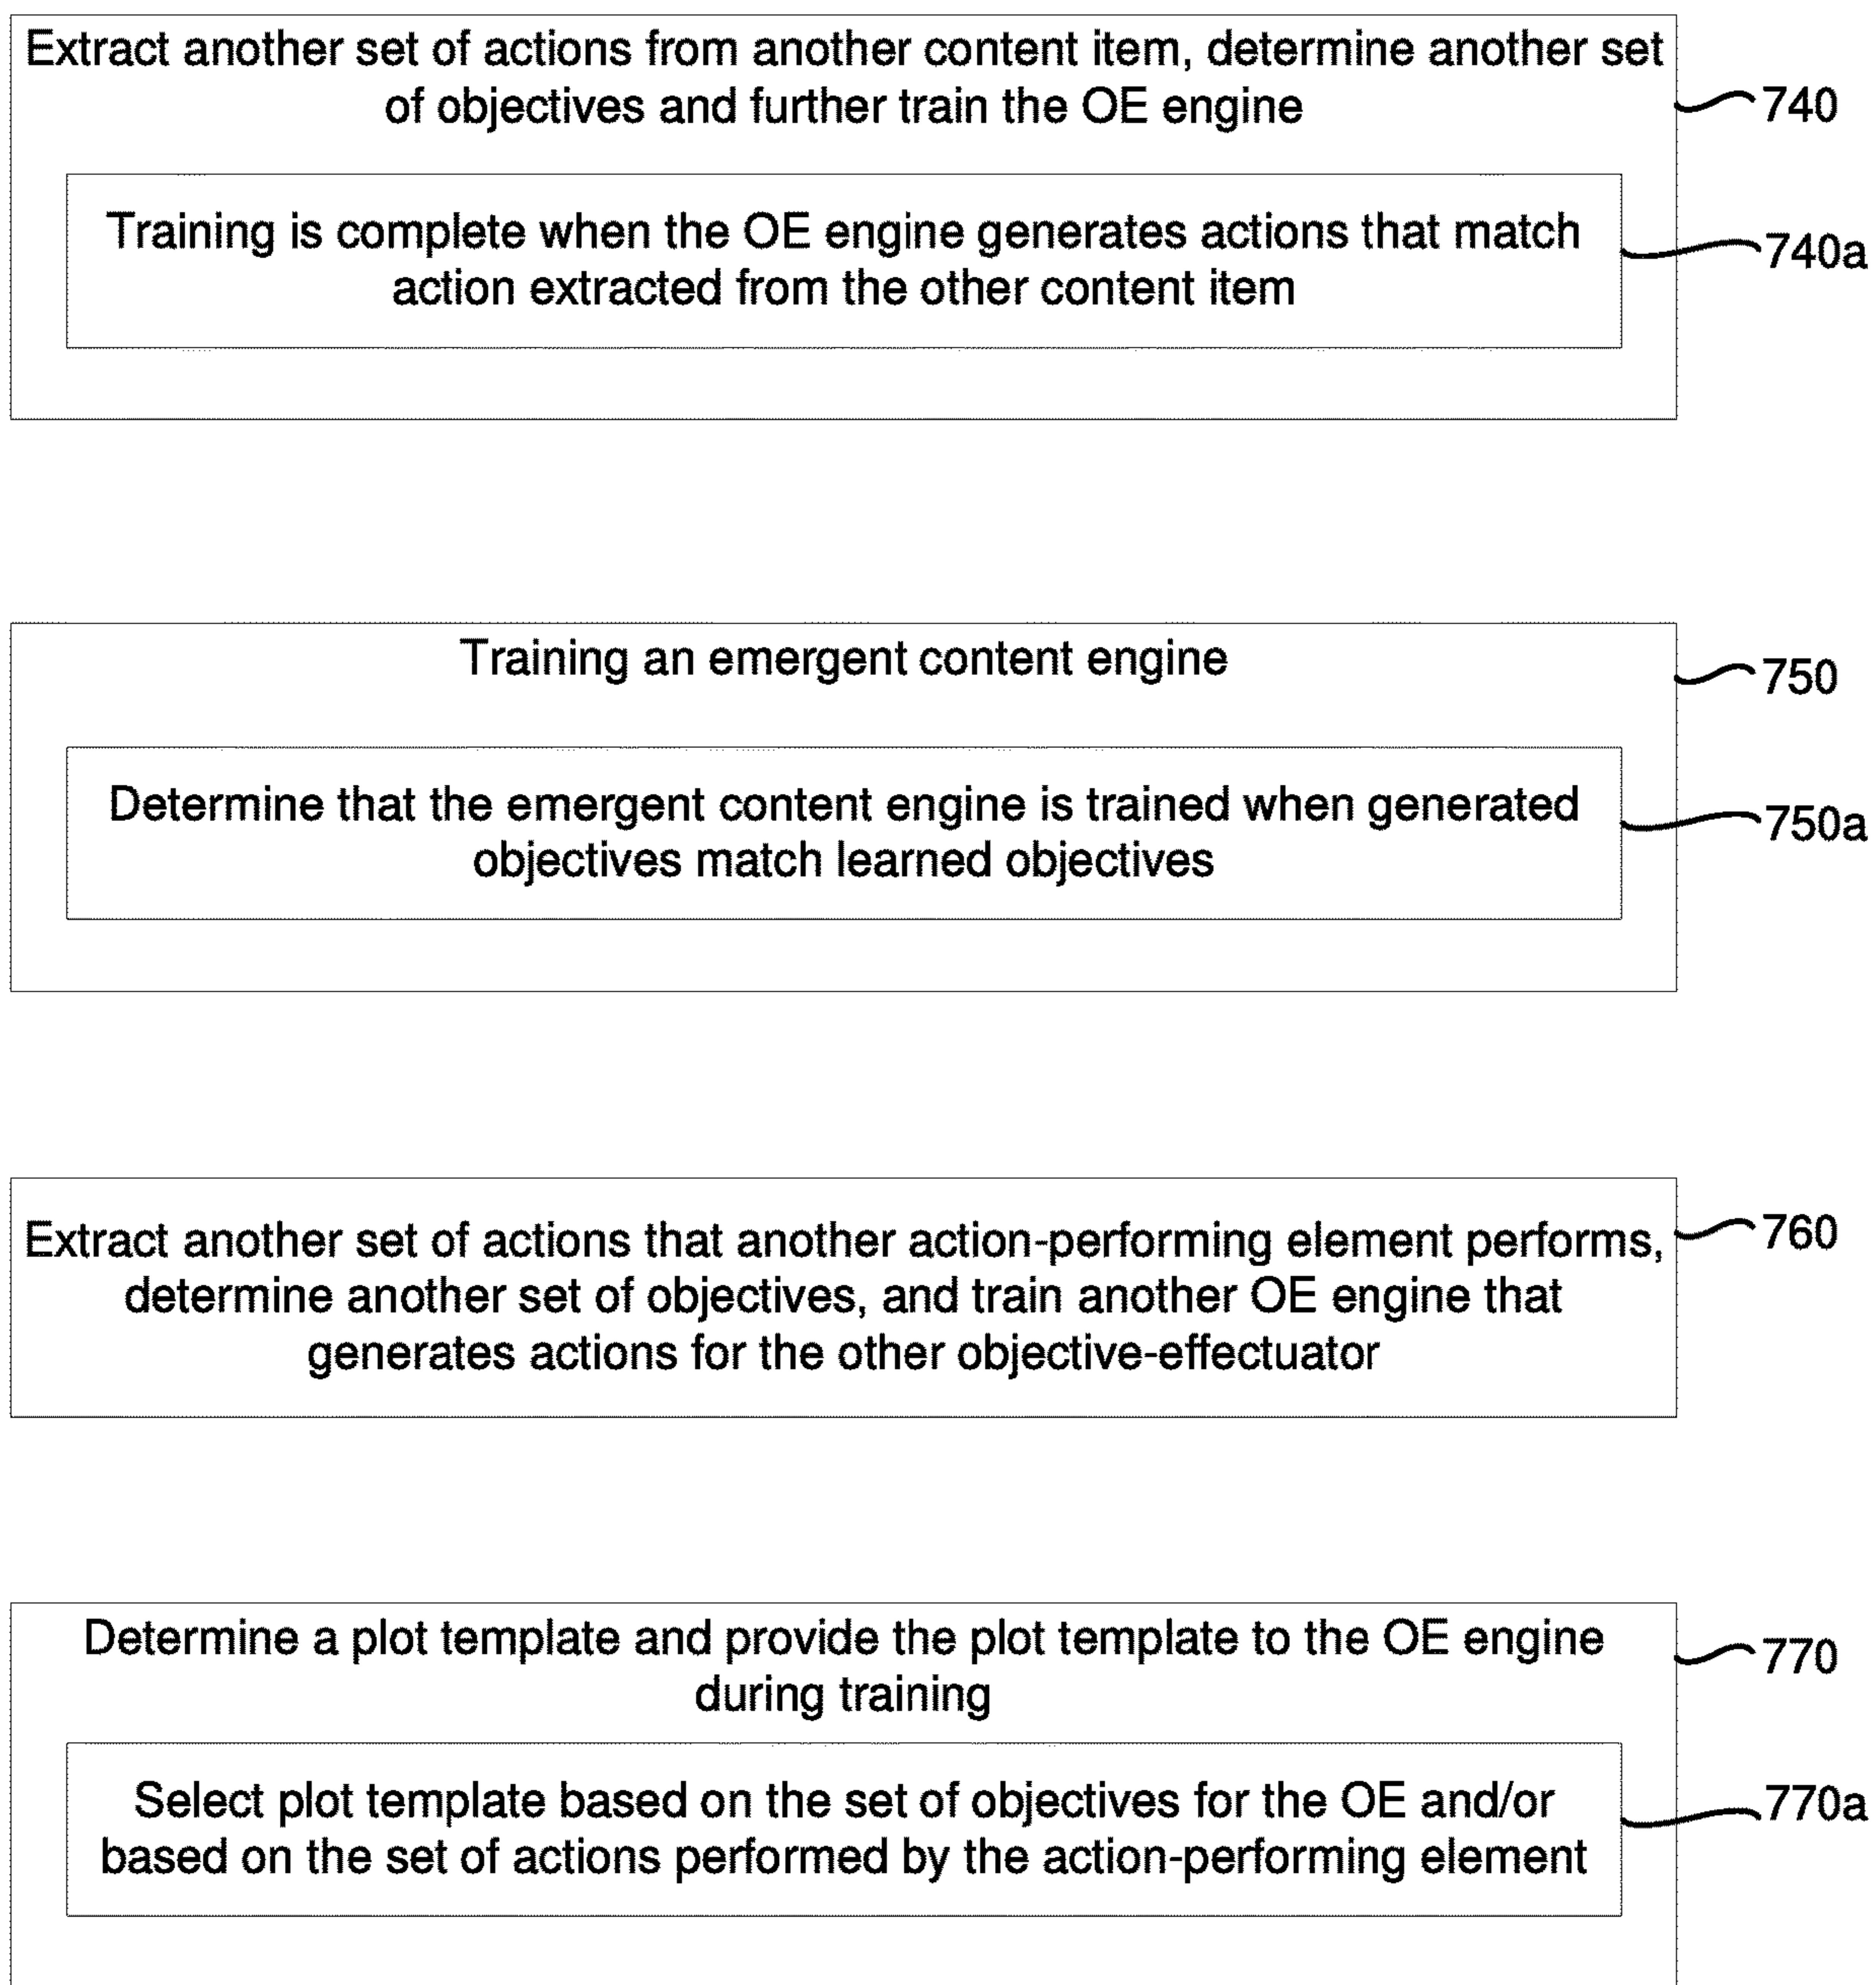 Extract another set of actions from another content item, determine another set
of objectives and further train the OE engine
740
Training is complete when the OE engine generates actions that match
action extracted from the other content item
740a
Training an emergent content engine
750
Determine that the emergent content engine is trained when generated
objectives match learned objectives
750a
Extract another set of actions that another action-performing element performs,
determine another set of objectives, and train another OE engine that
generates actions for the other objective-effectuator
760
Determine a plot template and provide the plot template to the OE engine
during training
770
Select plot template based on the set of objectives for the OE and/or
based on the set of actions performed by the action-performing element
770a